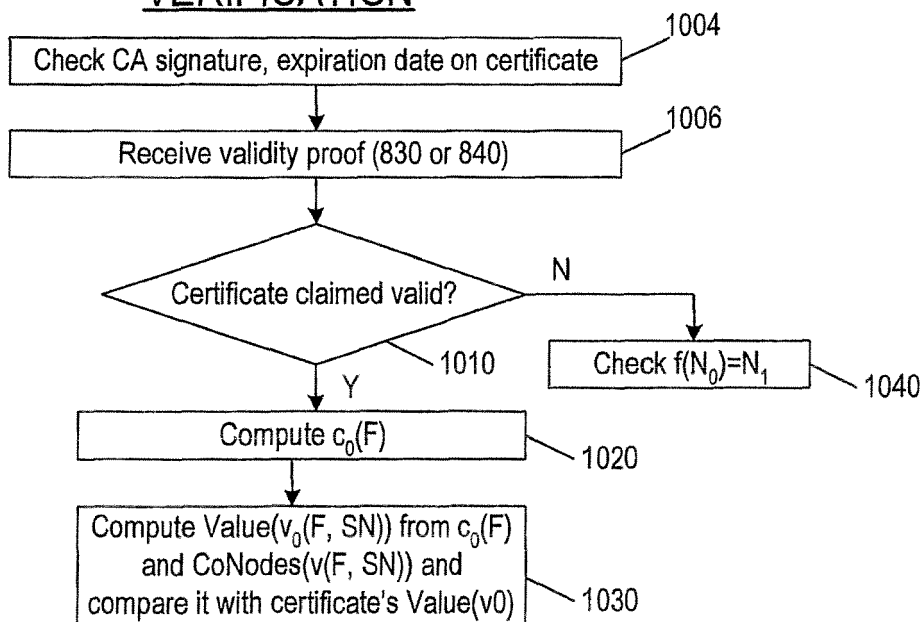 VERIFICATION
1004
Check CA signature, expiration date on certificate
1006
Receive validity proof (830 or 840)
Certificate claimed valid?
N
1010
Y
Check f(N₀)=N₁
1040
Compute c₀(F)
1020
Compute Value(v₀(F, SN)) from c₀(F)
and CoNodes(v(F, SN)) and
compare it with certificate's Value(v0)
1030